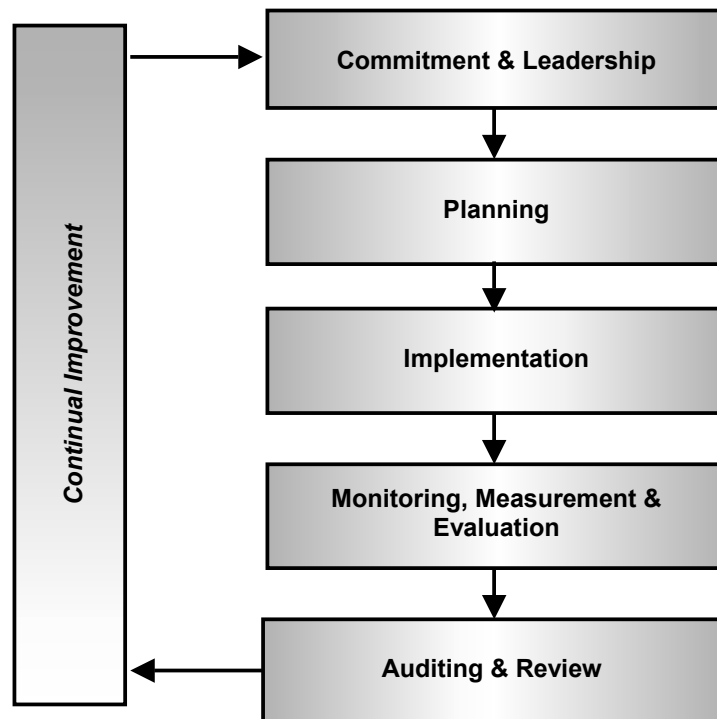 Commitment & Leadership
Planning
Implementation
Monitoring, Measurement &
Evaluation
Auditing & Review
Continual Improvement